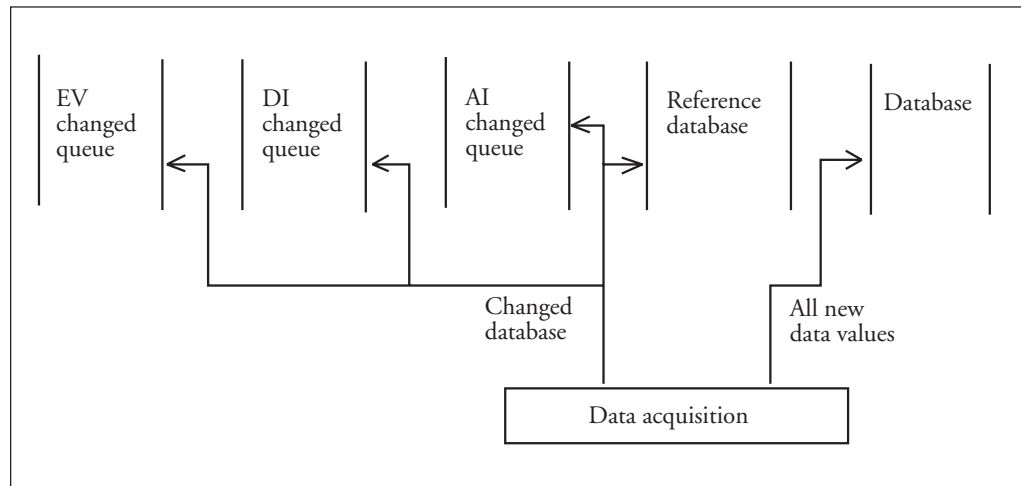 EV
changed
queue
DI
changed
queue
AI
changed
queue
Reference
database
Database
Changed
database
All new
data values
Data acquisition